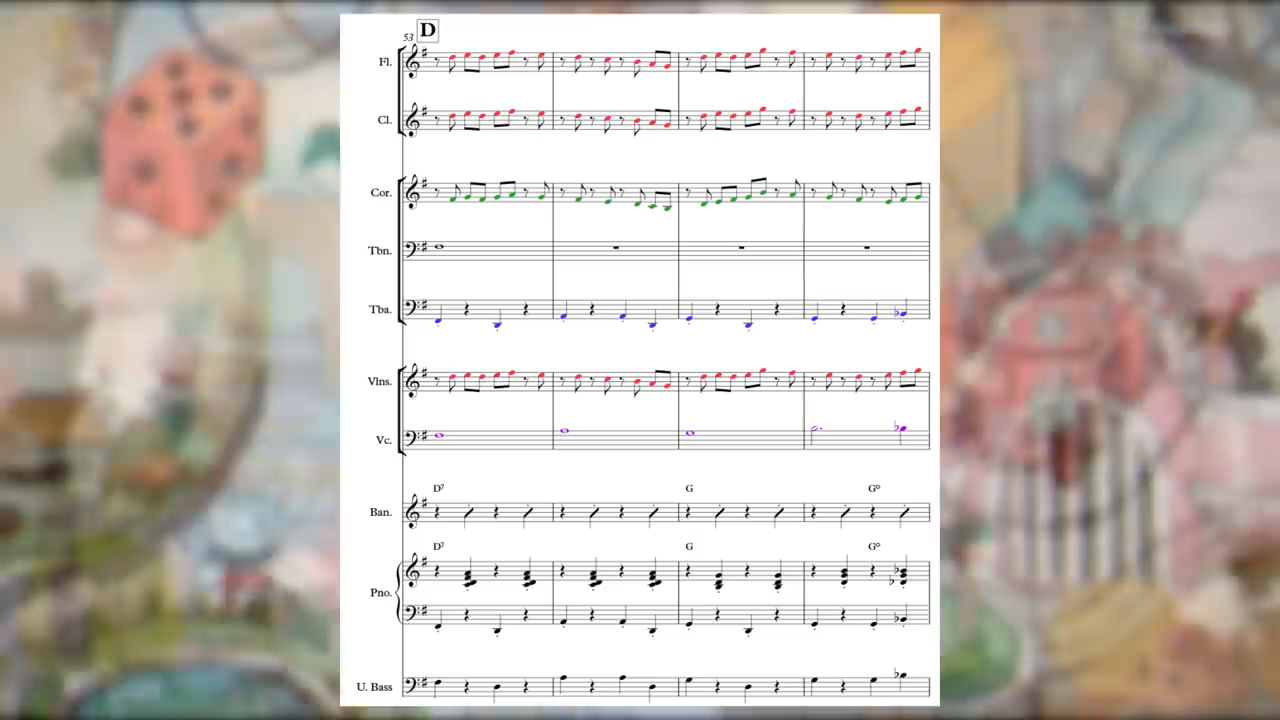 D
53
Fl.
Cl.
Cor.
Tbn.
Tba.
Vlns.
Vc.
D7 G G°
Ban.
D7 G G°
Pno.
U. Bass